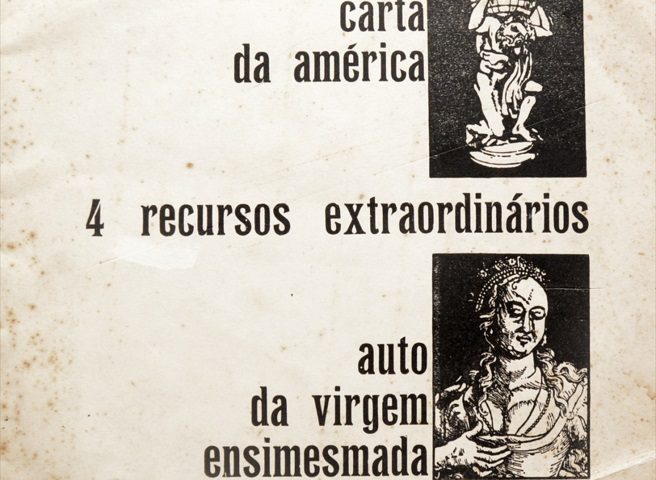 carta
da américa
4 recursos extraordinários
auto
da virgem
ensimesmada